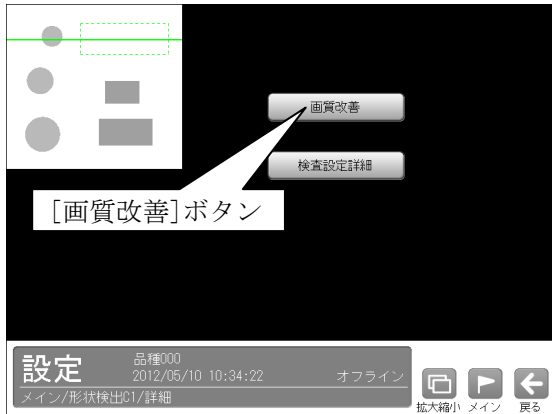 画質改善
検査設定詳細
[画質改善]ボタン
設定
品種000
2012/05/10 10:34:22
オフライン
メイン/形状検出C1/詳細
拡大縮小
メイン
戻る